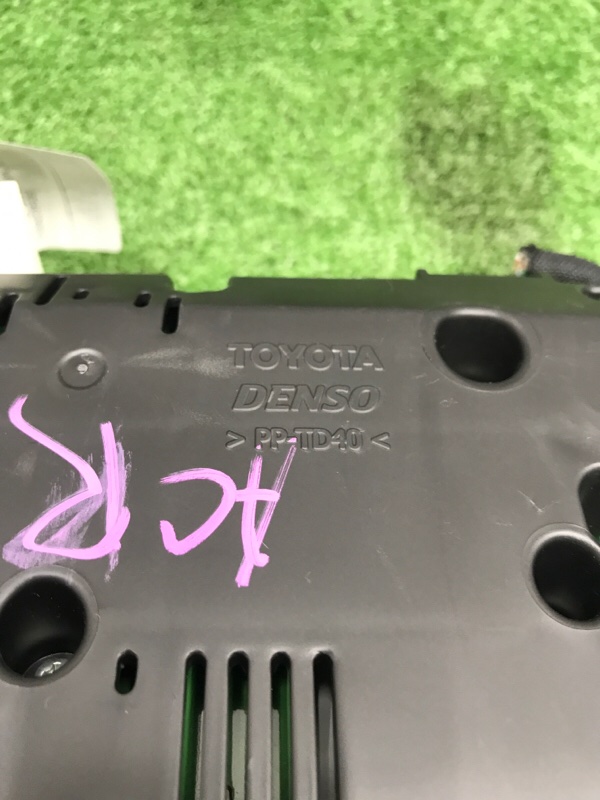 TOYOTA
DENSO
> PP-TD40 <
ACR